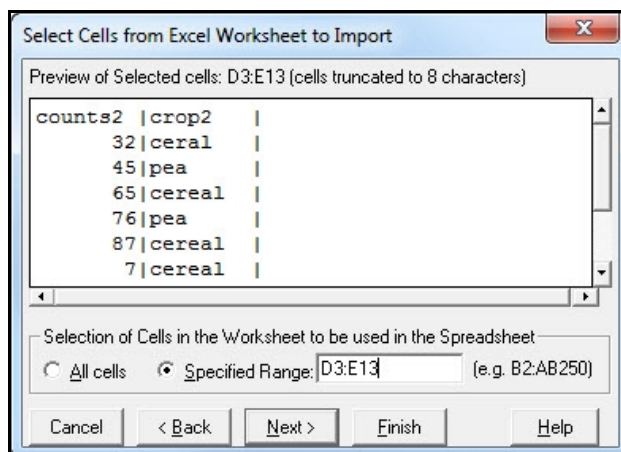 Select Cells from Excel Worksheet to Import
Preview of Selected cells: D3:E13 (cells truncated to 8 characters)
counts2 |crop2 |
32|ceral |
45|pea |
65|cereal |
76|pea |
87|cereal |
7|cereal |
Selection of Cells in the Worksheet to be used in the Spreadsheet
All cells Specified Range: D3:E13 (e.g. B2:AB250)
Cancel < Back Next > Finish Help